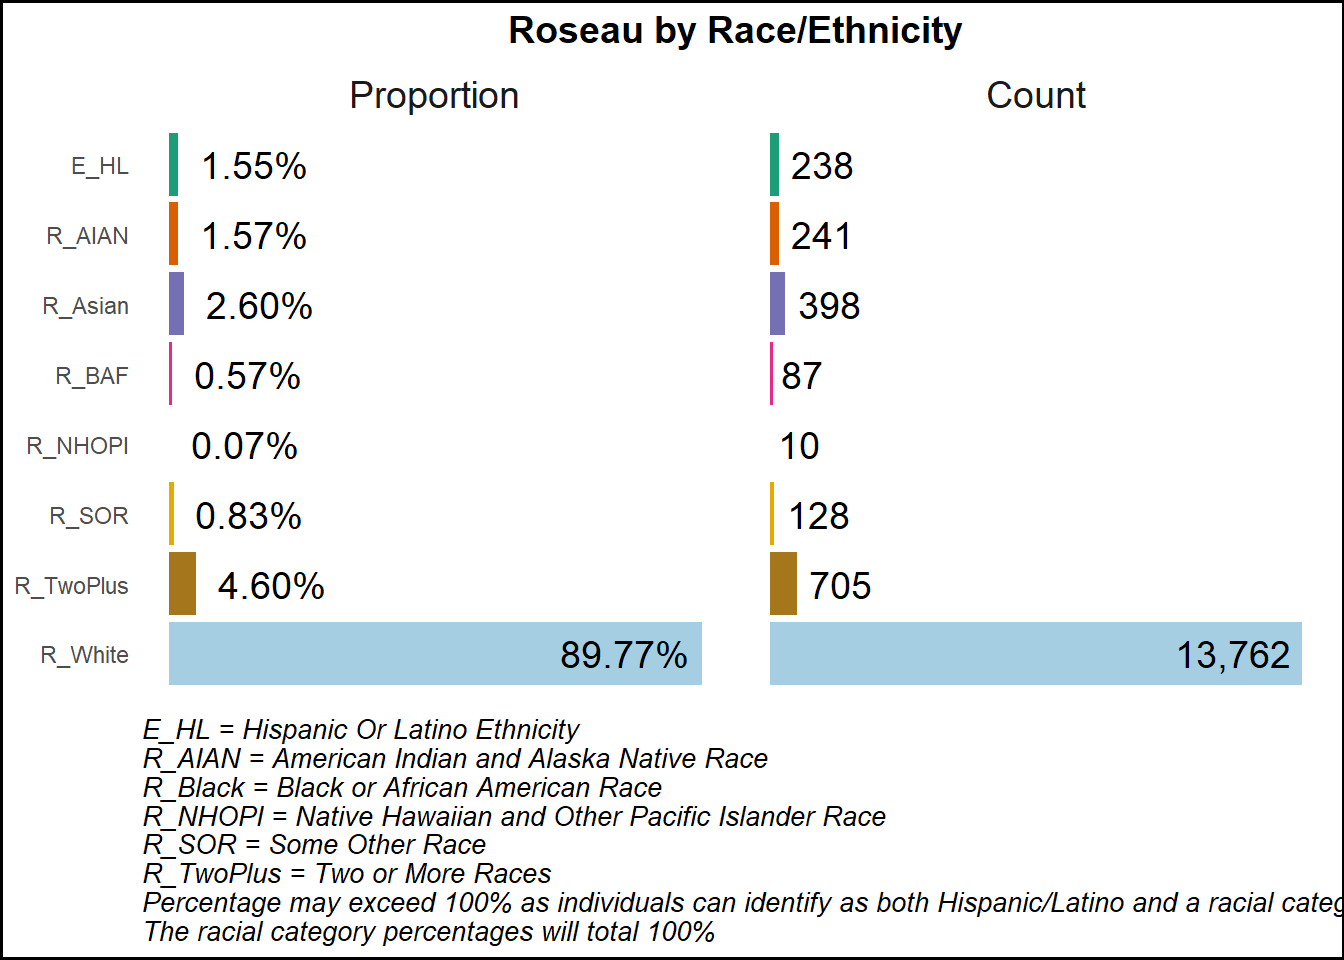 Roseau by Race/Ethnicity
Proportion Count
E_HL 1.55% 238
R_AIAN 1.57% 241
R_Asian 2.60% 398
R_BAF 0.57% 87
R_NHOPI 0.07% 10
R_SOR 0.83% 128
R_TwoPlus 4.60% 705
R_White 89.77% 13,762
E_HL = Hispanic Or Latino Ethnicity
R_AIAN = American Indian and Alaska Native Race
R_Black = Black or African American Race
R_NHOPI = Native Hawaiian and Other Pacific Islander Race
R_SOR = Some Other Race
R_TwoPlus = Two or More Races
Percentage may exceed 100% as individuals can identify as both Hispanic/Latino and a racial categ
The racial category percentages will total 100%